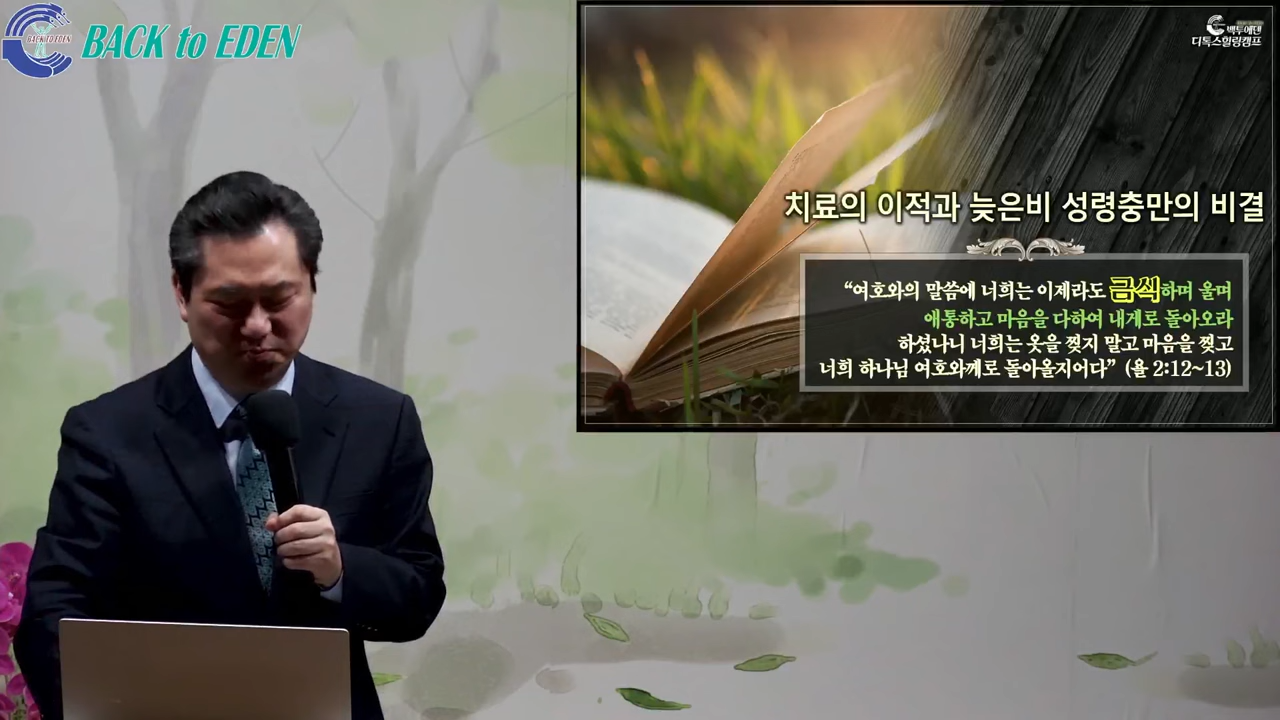 BACK to EDEN
BACK TO EDEN
백투에덴
디톡스힐링캠프
치료의 이적과 늦은비 성령충만의 비결
“여호와의 말씀에 너희는 이제라도 금식하며 울며
애통하고 마음을 다하여 내게로 돌아오라
하셨나니 너희는 옷을 찢지 말고 마음을 찢고
너희 하나님 여호와께로 돌아올지어다” (욜 2:12~13)